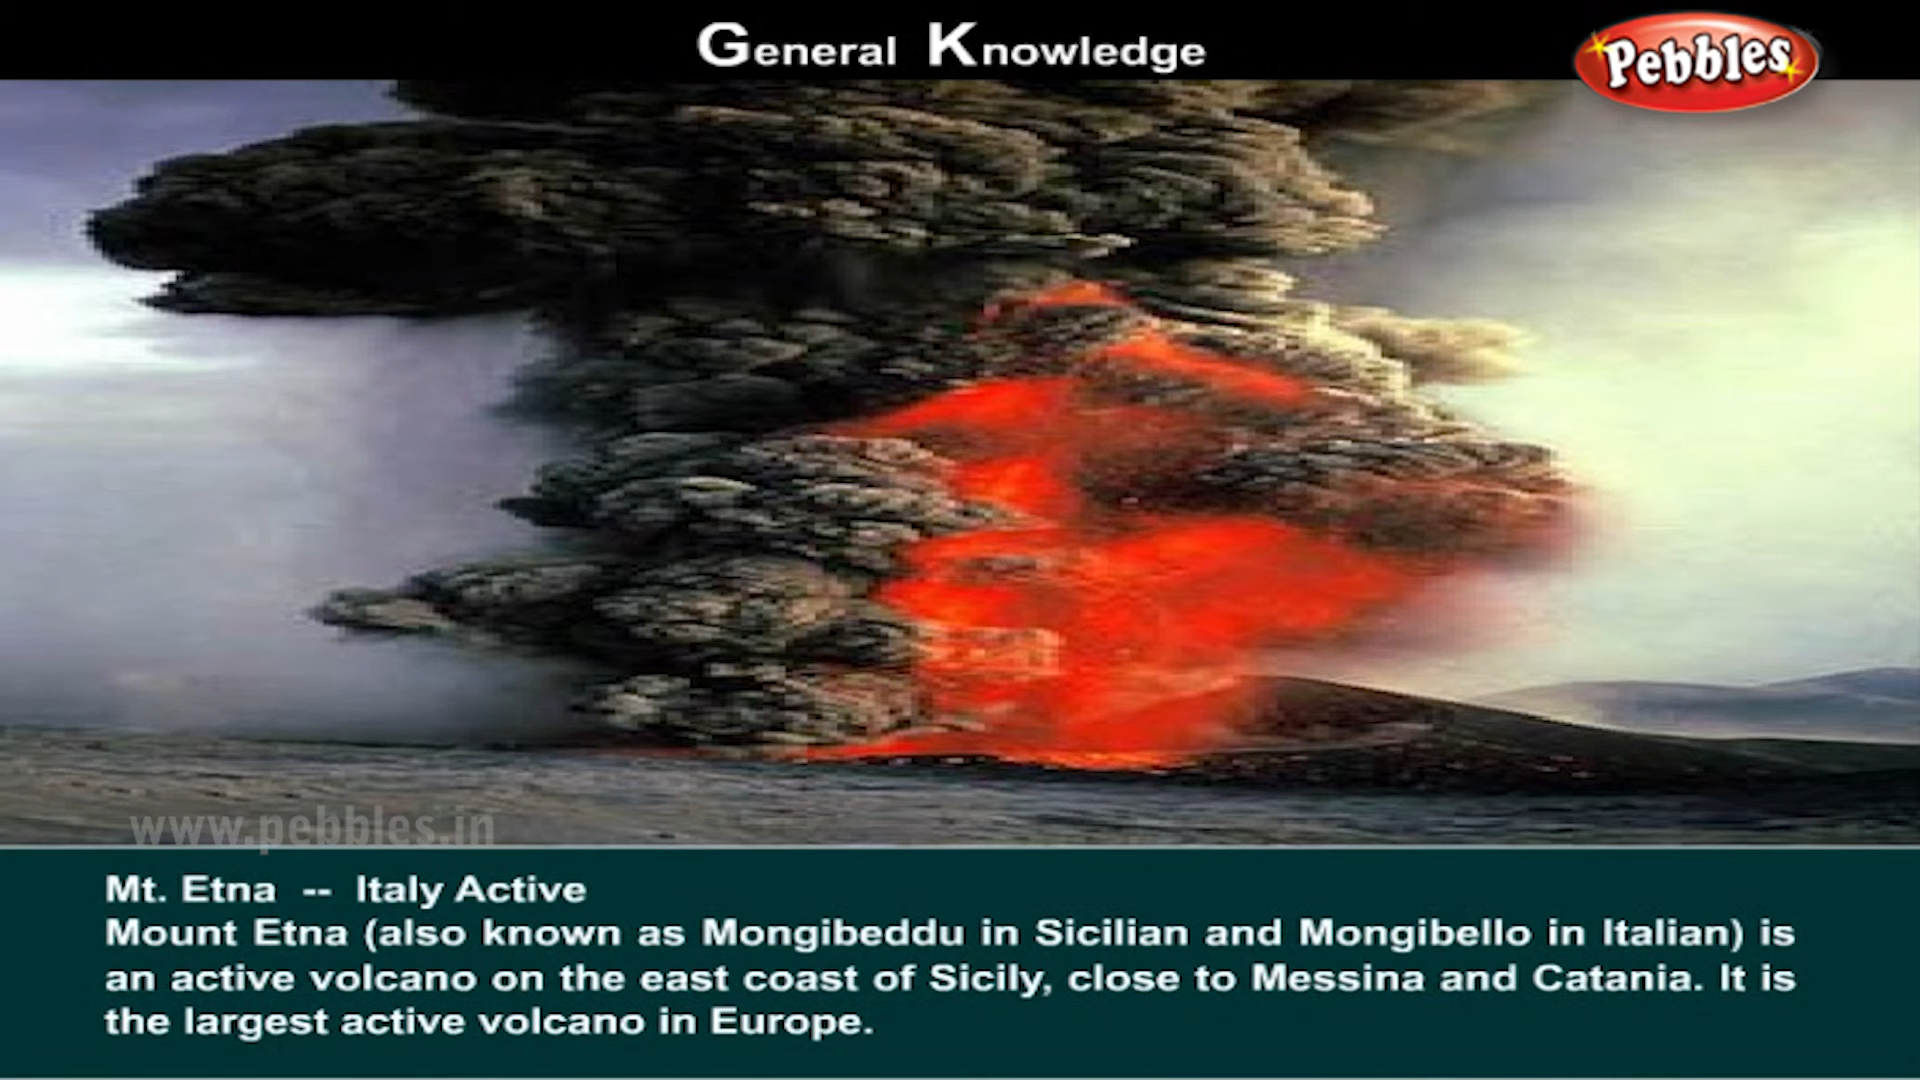 General Knowledge
Pebbles
www.pebbles.in
Mt. Etna -- Italy Active
Mount Etna (also known as Mongibeddu in Sicilian and Mongibello in Italian) is
an active volcano on the east coast of Sicily, close to Messina and Catania. It is
the largest active volcano in Europe.